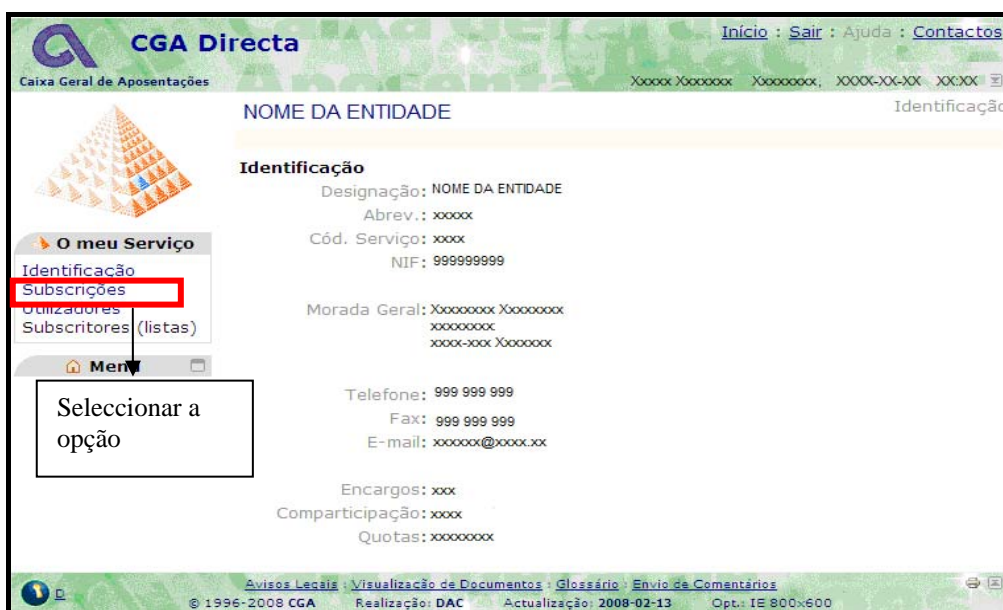 CGA Directa
Início : Sair : Ajuda : Contactos
Caixa Geral de Aposentações
Xxxxx Xxxxxxx Xxxxxxxx, XXXX-XX-XX XX:XX
NOME DA ENTIDADE
Identificação
Identificação
Designação: NOME DA ENTIDADE
Abrev.: xxxxx
Cód. Serviço: xxxx
NIF: 999999999
O meu Serviço
Identificação
Subscrições
Utilizadores
Subscritores (listas)
Menu
Seleccionar a
opção
Morada Geral: Xxxxxxxx Xxxxxxxx
xxxxxxxx
xxxx-xxx Xxxxxxx
Telefone: 999 999 999
Fax: 999 999 999
E-mail: xxxxxx@xxxx.xx
Encargos: xxx
Comparticipação: xxxx
Quotas: xxxxxxxx
D
Avisos Legais : Visualização de Documentos : Glossário : Envio de Comentários
© 1996-2008 CGA Realização: DAC Actualização: 2008-02-13 Opt.: IE 800x600